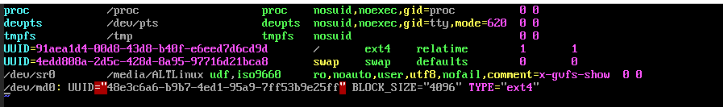 proc /proc proc nosuid,noexec,gid=proc 0 0
devpts /dev/pts devpts nosuid,noexec,gid=tty,mode=620 0 0
tmpfs /tmp tmpfs nosuid 0 0
UUID=91aea1d4-00d8-43d8-b40f-e6eed7d6cd9d / ext4 relatime 1 1
UUID=4edd808a-2d5c-428d-8a95-97716d21bca8 swap swap defaults 0 0
/dev/sr0 /media/ALTLinux udf,iso9660 ro,noauto,user,utf8,nofail,comment=x-gvfs-show 0 0
/dev/md0: UUID="48e3c6a6-b9b7-4ed1-95a9-7ff53b9e25ff" BLOCK_SIZE="4096" TYPE="ext4"